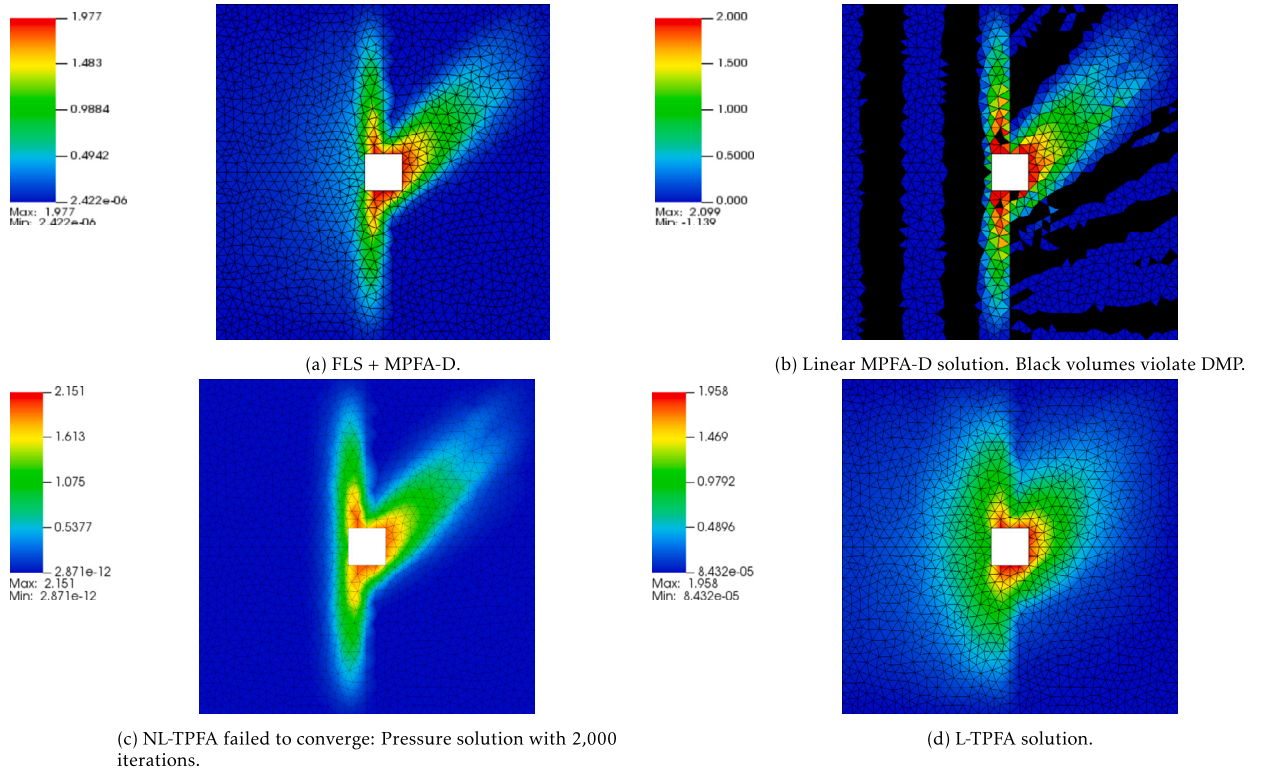 1.977
1.483
0.9884
0.4942
2.422e-06
Max: 1.977
Min: 2.422e-06
(a) FLS + MPFA-D.
2.000
1.500
1.000
0.5000
0.000
Max: 2.099
Min: -1.139
(b) Linear MPFA-D solution. Black volumes violate DMP.
2.151
1.613
1.075
0.5377
2.871e-12
Max: 2.151
Min: 2.871e-12
(c) NL-TPFA failed to converge: Pressure solution with 2,000
iterations.
1.958
1.469
0.9792
0.4896
8.432e-05
Max: 1.958
Min: 8.432e-05
(d) L-TPFA solution.